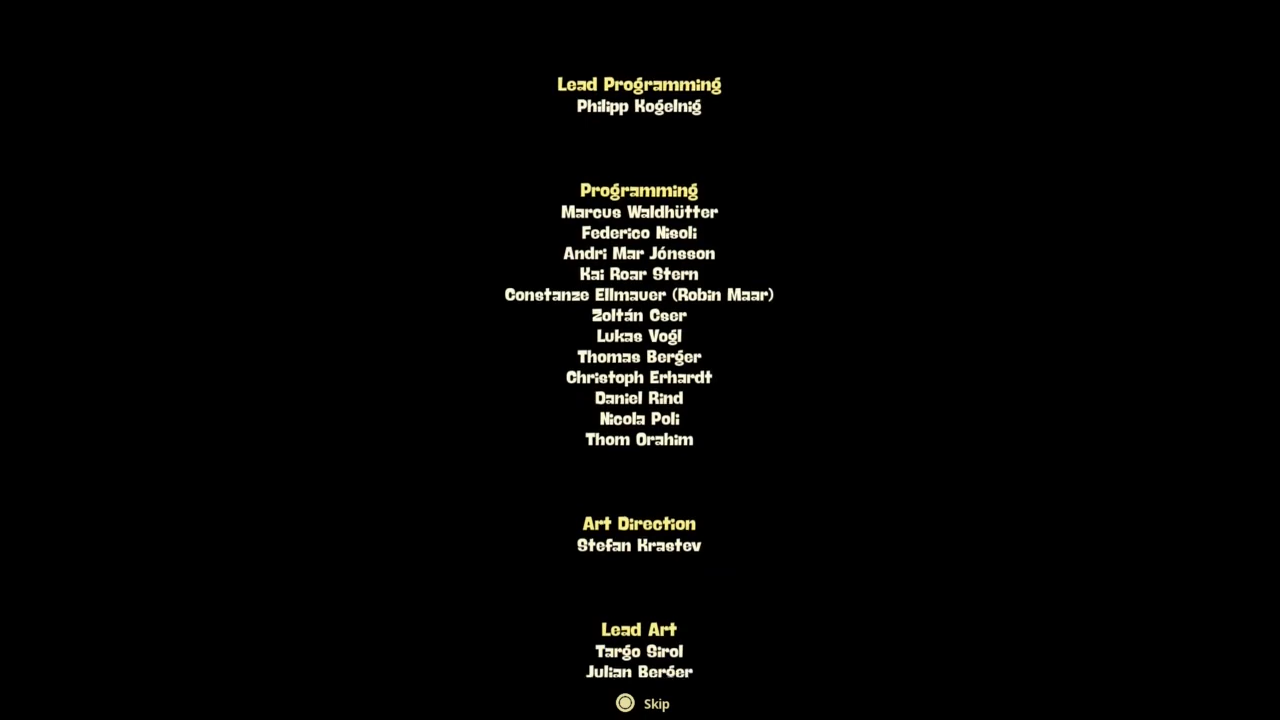 Lead Programming
Philipp Kogelnig
Programming
Marcus Waldhütter
Federico Nisoli
Andri Mar Jónsson
Kai Roar Stern
Constanze Ellmauer (Robin Maar)
Zoltán Cser
Lukas Vogl
Thomas Berger
Christoph Erhardt
Daniel Rind
Nicola Poli
Thom Orahim
Art Direction
Stefan Krastev
Lead Art
Targo Sirol
Julian Berger
Skip